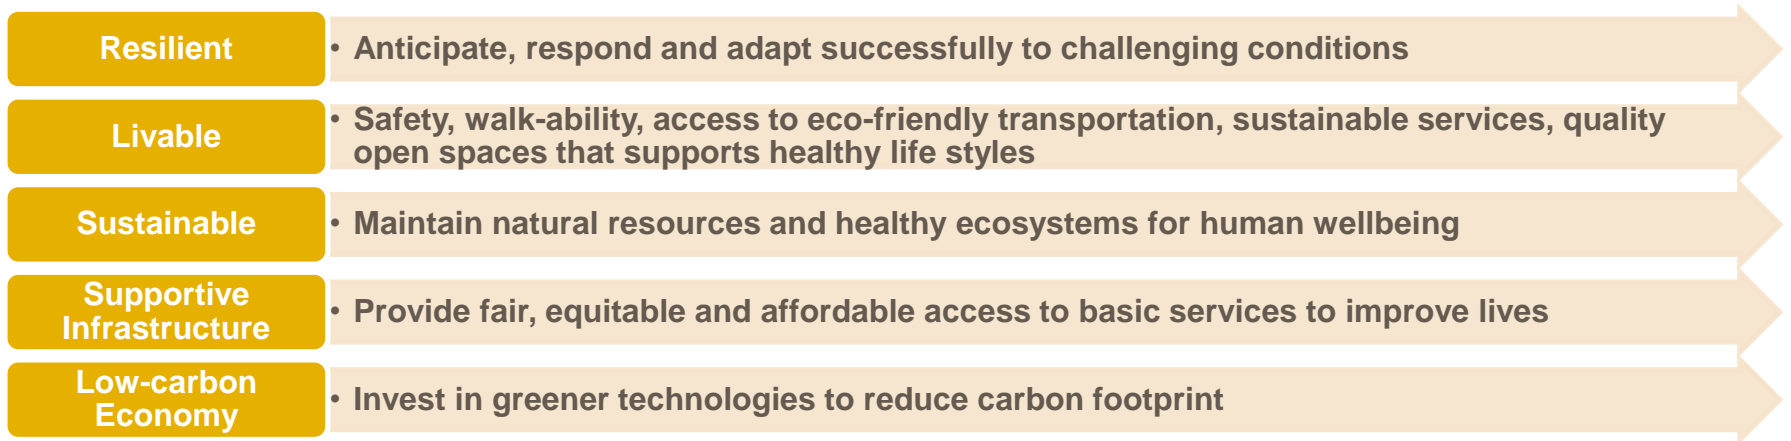 Resilient
• Anticipate, respond and adapt successfully to challenging conditions
Livable
• Safety, walk-ability, access to eco-friendly transportation, sustainable services, quality
open spaces that supports healthy life styles
Sustainable
• Maintain natural resources and healthy ecosystems for human wellbeing
Supportive
Infrastructure
• Provide fair, equitable and affordable access to basic services to improve lives
Low-carbon
Economy
• Invest in greener technologies to reduce carbon footprint